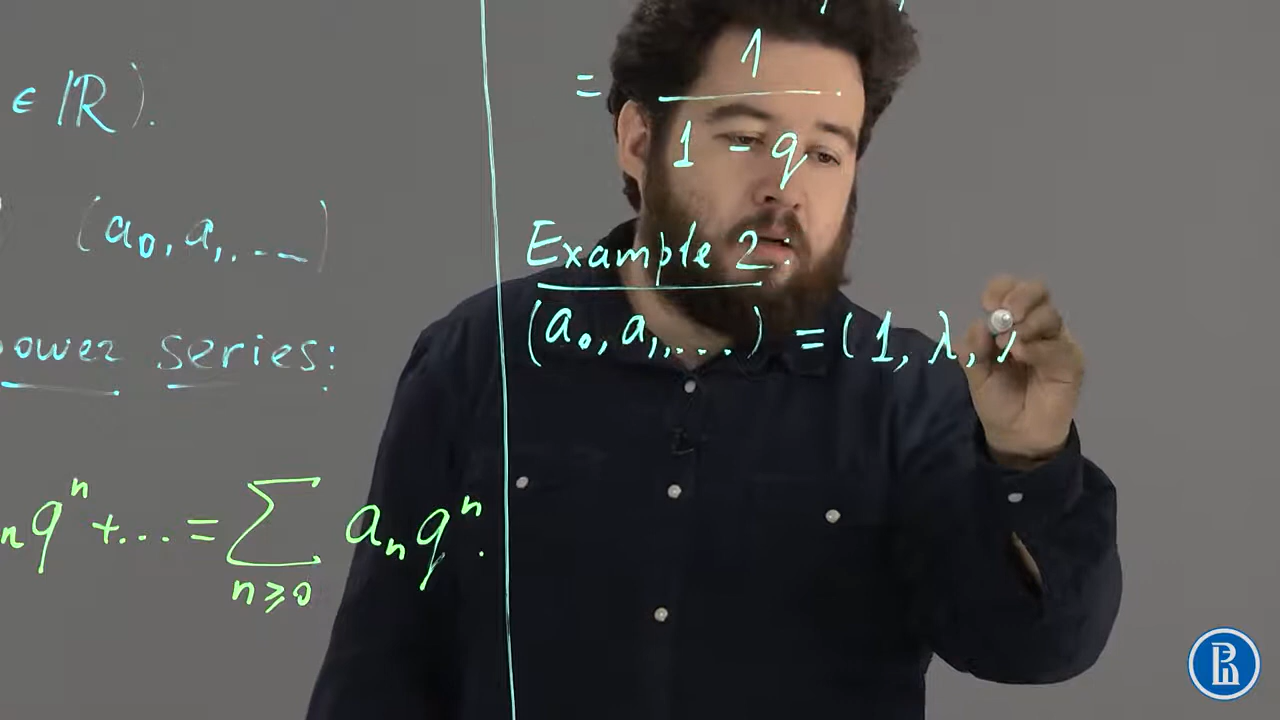 ∈ ℝ).
(a₀, a₁, ...)
power series:
ₙqⁿ + ... = ∑ aₙqⁿ.
n ⩾ 0
= 1
1 - q
Example 2:
(a₀, a₁, ...) = (1, λ,